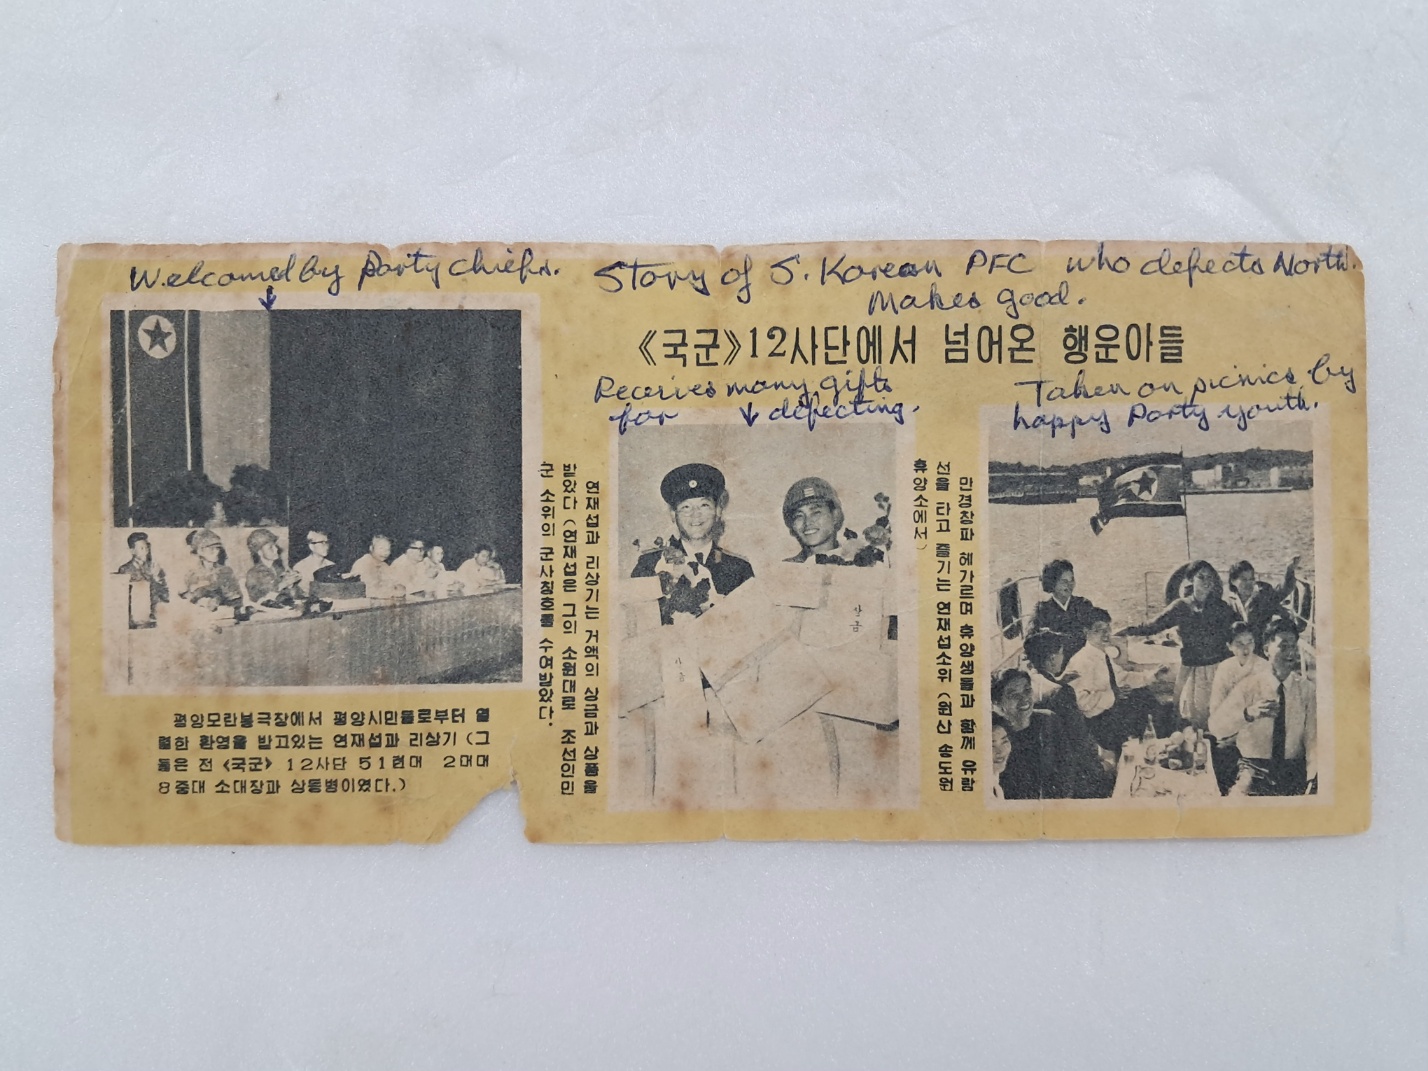 Welcomed by Party Chiefs.
Story of S. Korean PFC who defects North.
Makes good.
《국군》12사단에서 넘어온 행운아들
Receives many gifts
for defecting.
Taken on picnics by
happy Party youth.
평양모란봉극장에서 평양시민들로부터 열
렬한 환영을 받고있는 연재섭과 리상기 (그
들은 전 《국군》 12사단 51련대 2대대
8중대 소대장과 상등병이였다.)
연재섭과 리상기는 거액의 상금과 상품을
받았다 (연재섭은 그의 소원대로 조선인민
군 소위의 군사칭호를 수여받았다.
상금
만경창파 헤가르며 휴양생들과 함께 유람
선을 타고 즐기는 연재섭소위 (원산 송도원
휴양소에서)